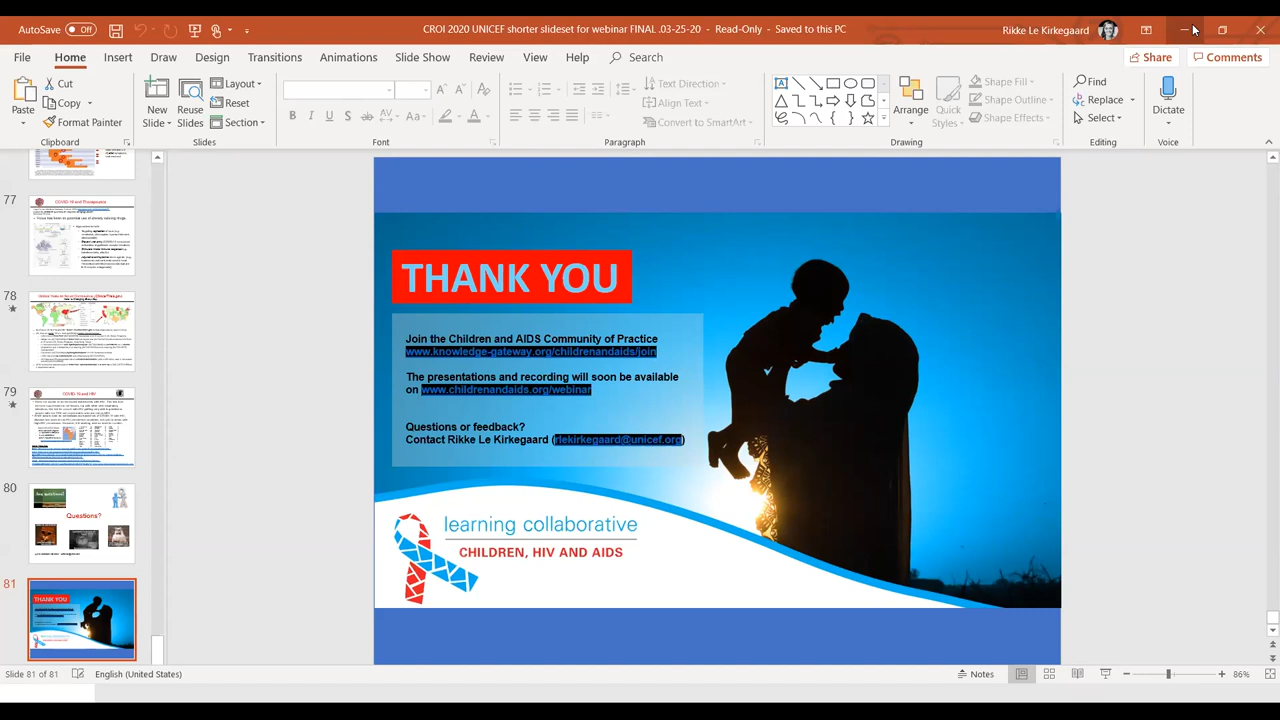 AutoSave Off
CROI 2020 UNICEF shorter slideset for webinar FINAL .03-25-20 - Read-Only - Saved to this PC
Rikke Le Kirkegaard
File Home Insert Draw Design Transitions Animations Slide Show Review View Help Search
Share Comments
Paste
Cut
Copy
Format Painter
Clipboard
New
Slide
Reuse
Slides
Layout
Reset
Section
Slides
Font
Text Direction
Align Text
Convert to SmartArt
Paragraph
Arrange
Quick
Styles
Shape Fill
Shape Outline
Shape Effects
Drawing
Find
Replace
Select
Editing
Dictate
Voice
77
78
79
COVID-19 and HIV
80
Questions?
81
THANK YOU
THANK YOU
Join the Children and AIDS Community of Practice
www.knowledge-gateway.org/childrenandaids/join
The presentations and recording will soon be available
on www.childrenandaids.org/webinar
Questions or feedback?
Contact Rikke Le Kirkegaard (rlekirkegaard@unicef.org)
learning collaborative
CHILDREN, HIV AND AIDS
Slide 81 of 81
English (United States)
Notes
86%